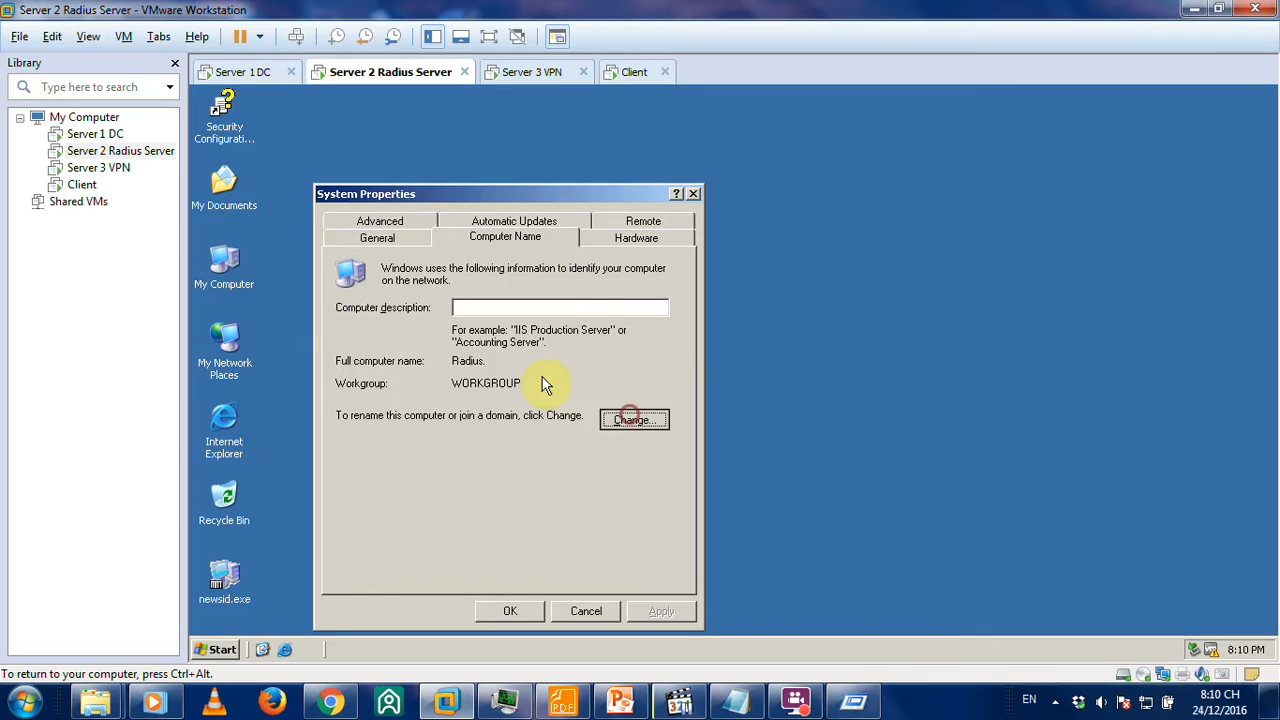 Server 2 Radius Server - VMware Workstation
File Edit View VM Tabs Help
Library
Type here to search
My Computer
Server 1 DC
Server 2 Radius Server
Server 3 VPN
Client
Shared VMs
Server 1 DC
Server 2 Radius Server
Server 3 VPN
Client
Security
Configurati...
My Documents
My Computer
My Network
Places
Internet
Explorer
Recycle Bin
newsid.exe
System Properties
Advanced
Automatic Updates
Remote
General
Computer Name
Hardware
Windows uses the following information to identify your computer
on the network.
Computer description:
For example: "IIS Production Server" or
"Accounting Server".
Full computer name: Radius.
Workgroup: WORKGROUP
To rename this computer or join a domain, click Change.
Change...
OK
Cancel
Apply
Start
8:10 PM
To return to your computer, press Ctrl+Alt.
PDF
321
EN
8:10 CH
24/12/2016